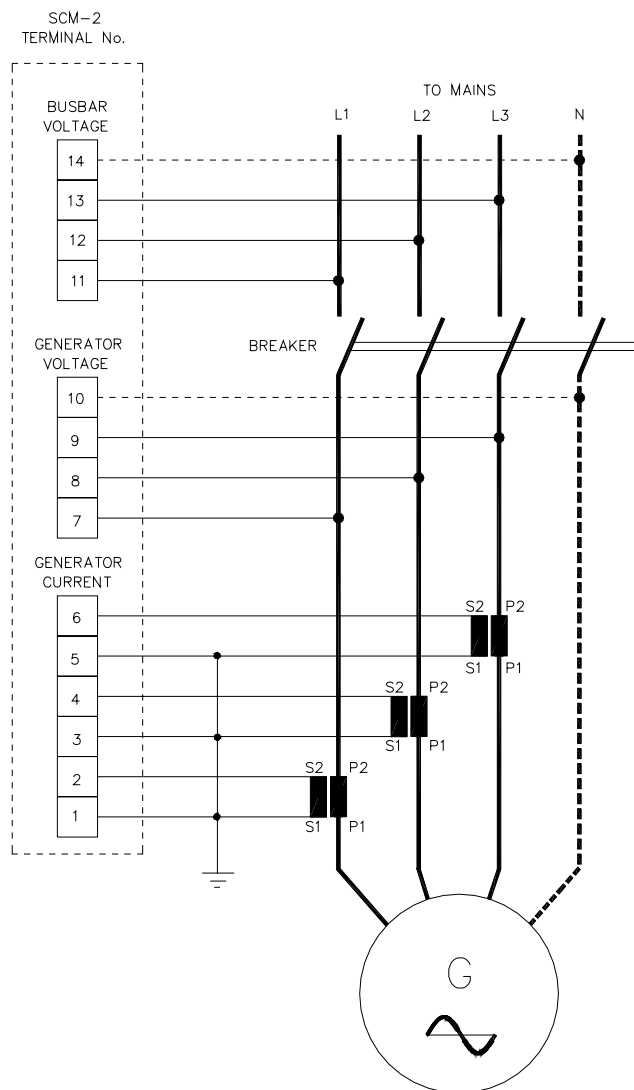 SCM-2
TERMINAL No.
TO MAINS
L1 L2 L3 N
BUSBAR
VOLTAGE
14
13
12
11
BREAKER
GENERATOR
VOLTAGE
10
9
8
7
GENERATOR
CURRENT
6 S2 P2
5 S1 P1
4 S2 P2
3 S1 P1
2 S2 P2
1 S1 P1
G